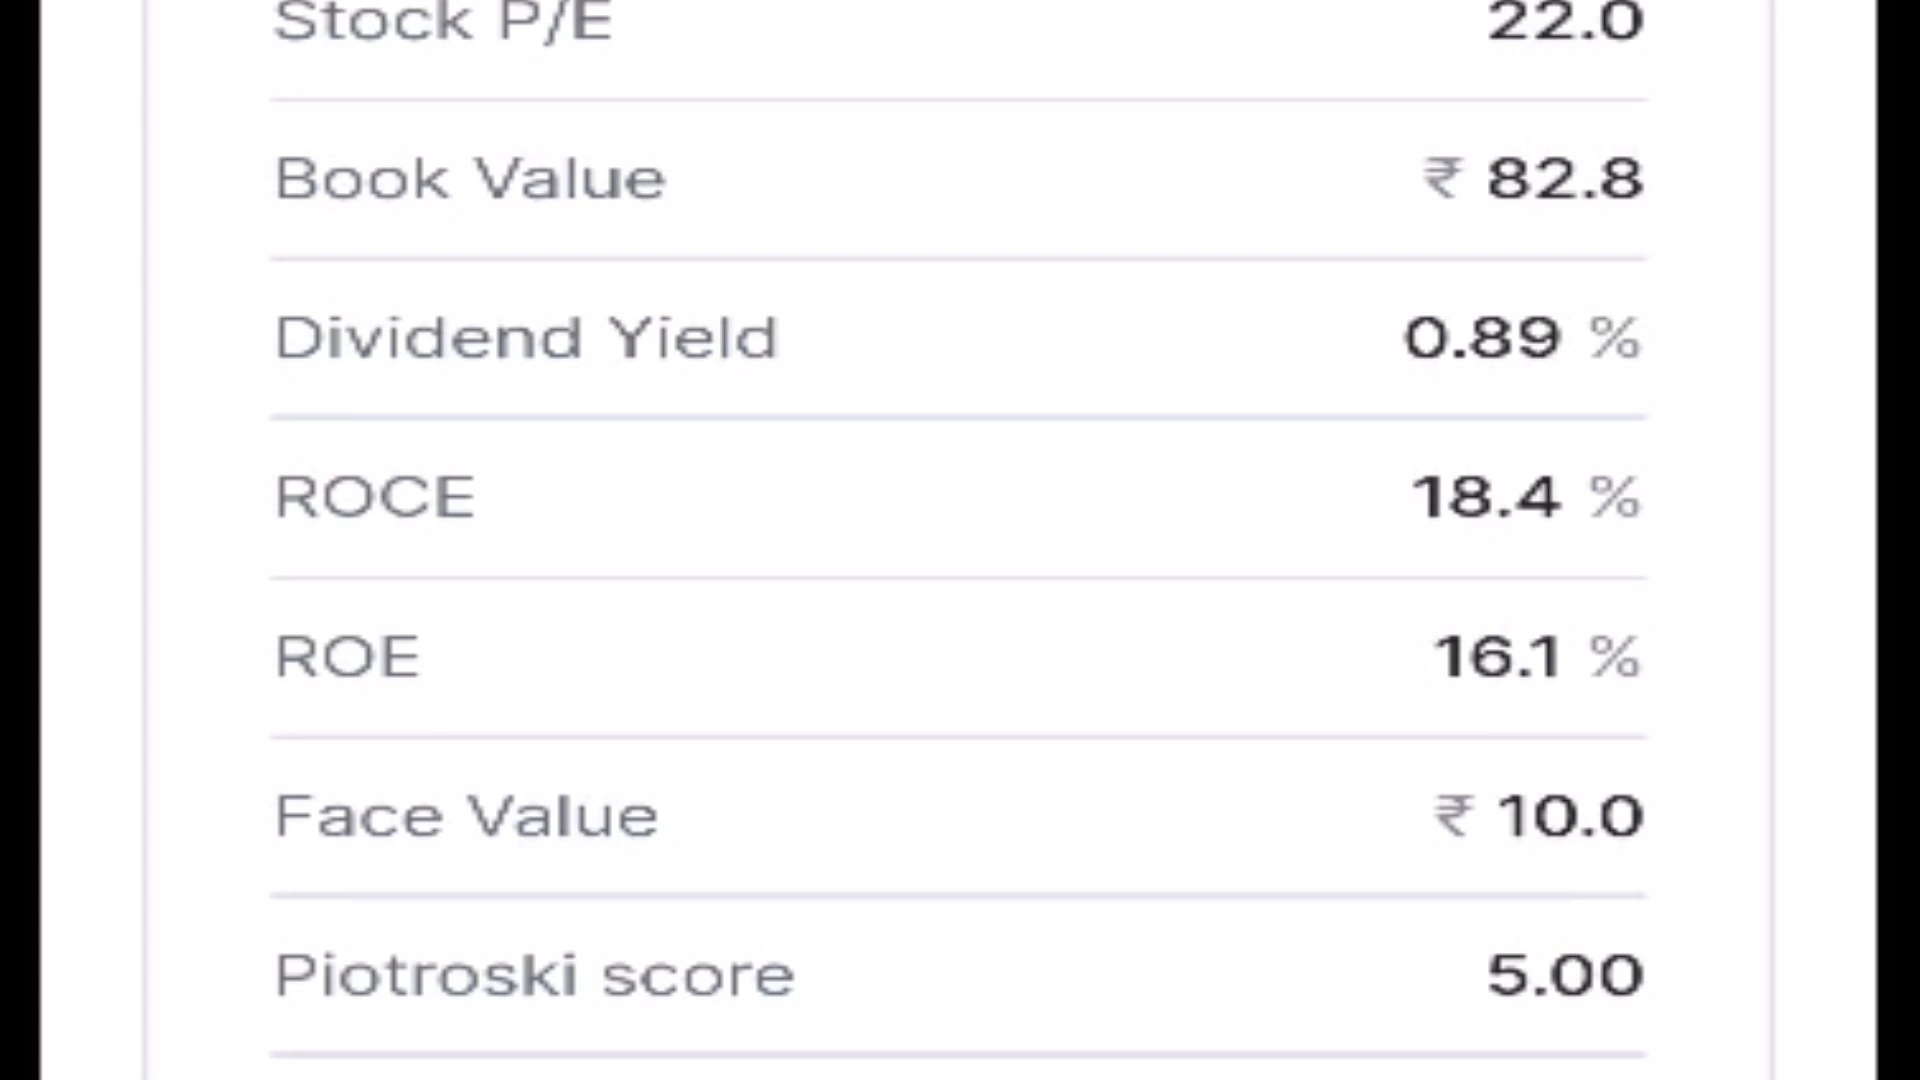 Stock P/E 22.0
Book Value ₹ 82.8
Dividend Yield 0.89 %
ROCE 18.4 %
ROE 16.1 %
Face Value ₹ 10.0
Piotroski score 5.00